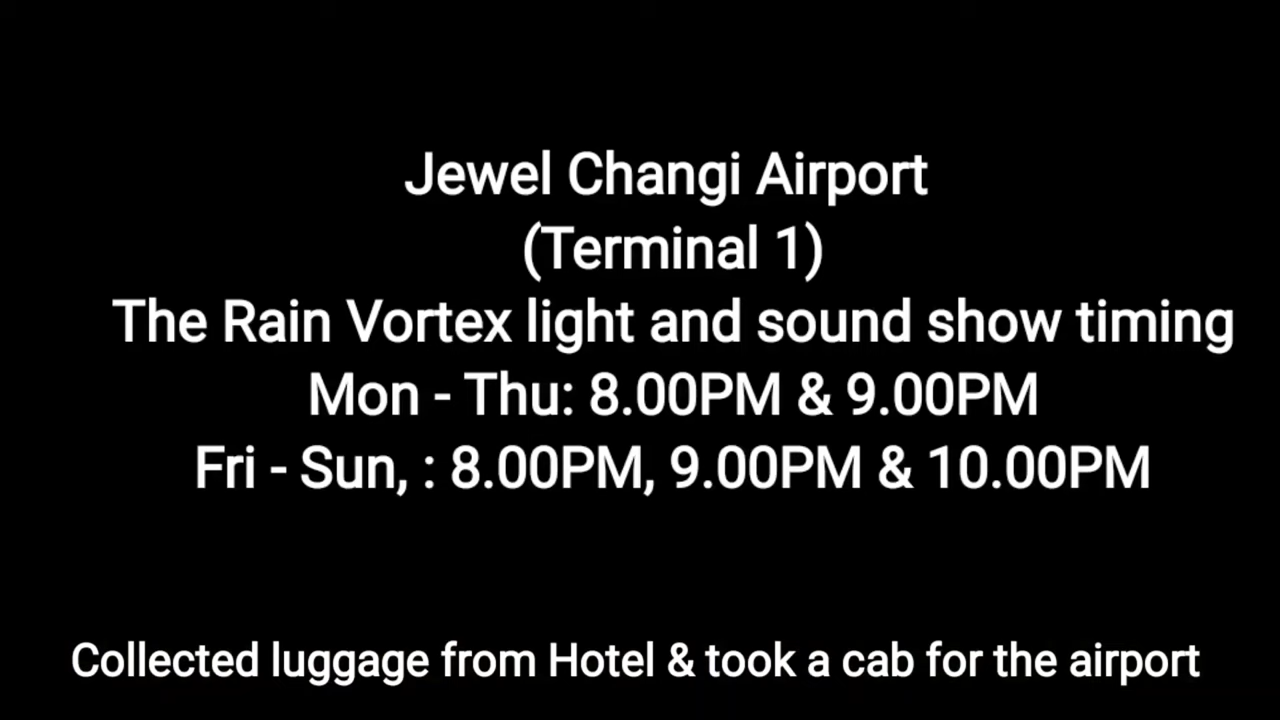 Jewel Changi Airport
(Terminal 1)
The Rain Vortex light and sound show timing
Mon - Thu: 8.00PM & 9.00PM
Fri - Sun, : 8.00PM, 9.00PM & 10.00PM
Collected luggage from Hotel & took a cab for the airport